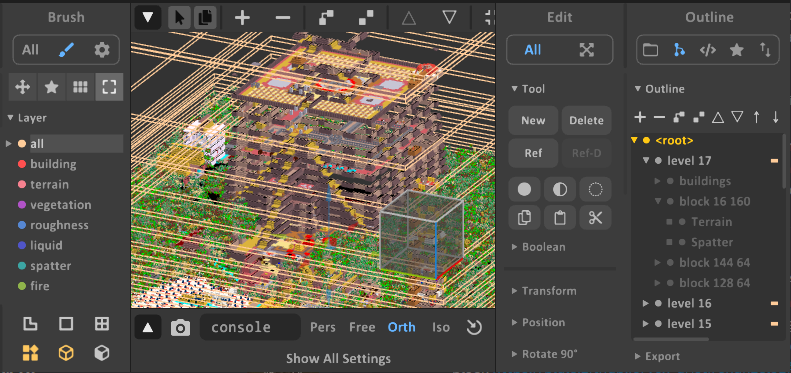 Brush
All
Layer
all
building
terrain
vegetation
roughness
liquid
spatter
fire
console
Pers
Free
Orth
Iso
Show All Settings
Edit
All
Tool
New
Delete
Ref
Ref-D
Boolean
Transform
Position
Rotate 90°
Outline
Outline
<root>
level 17
buildings
block 16 160
Terrain
Spatter
block 144 64
block 128 64
level 16
level 15
Export